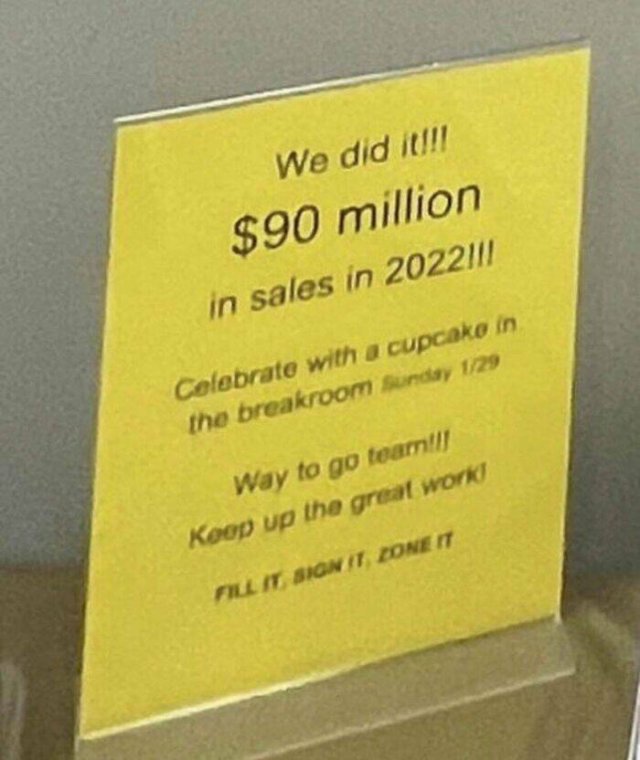 We did it!!!
$90 million
in sales in 2022!!!
Celebrate with a cupcake in
the breakroom Sunday 1/29
Way to go team!!!
Keep up the great work!
FILL IT, SIGN IT, ZONE IT